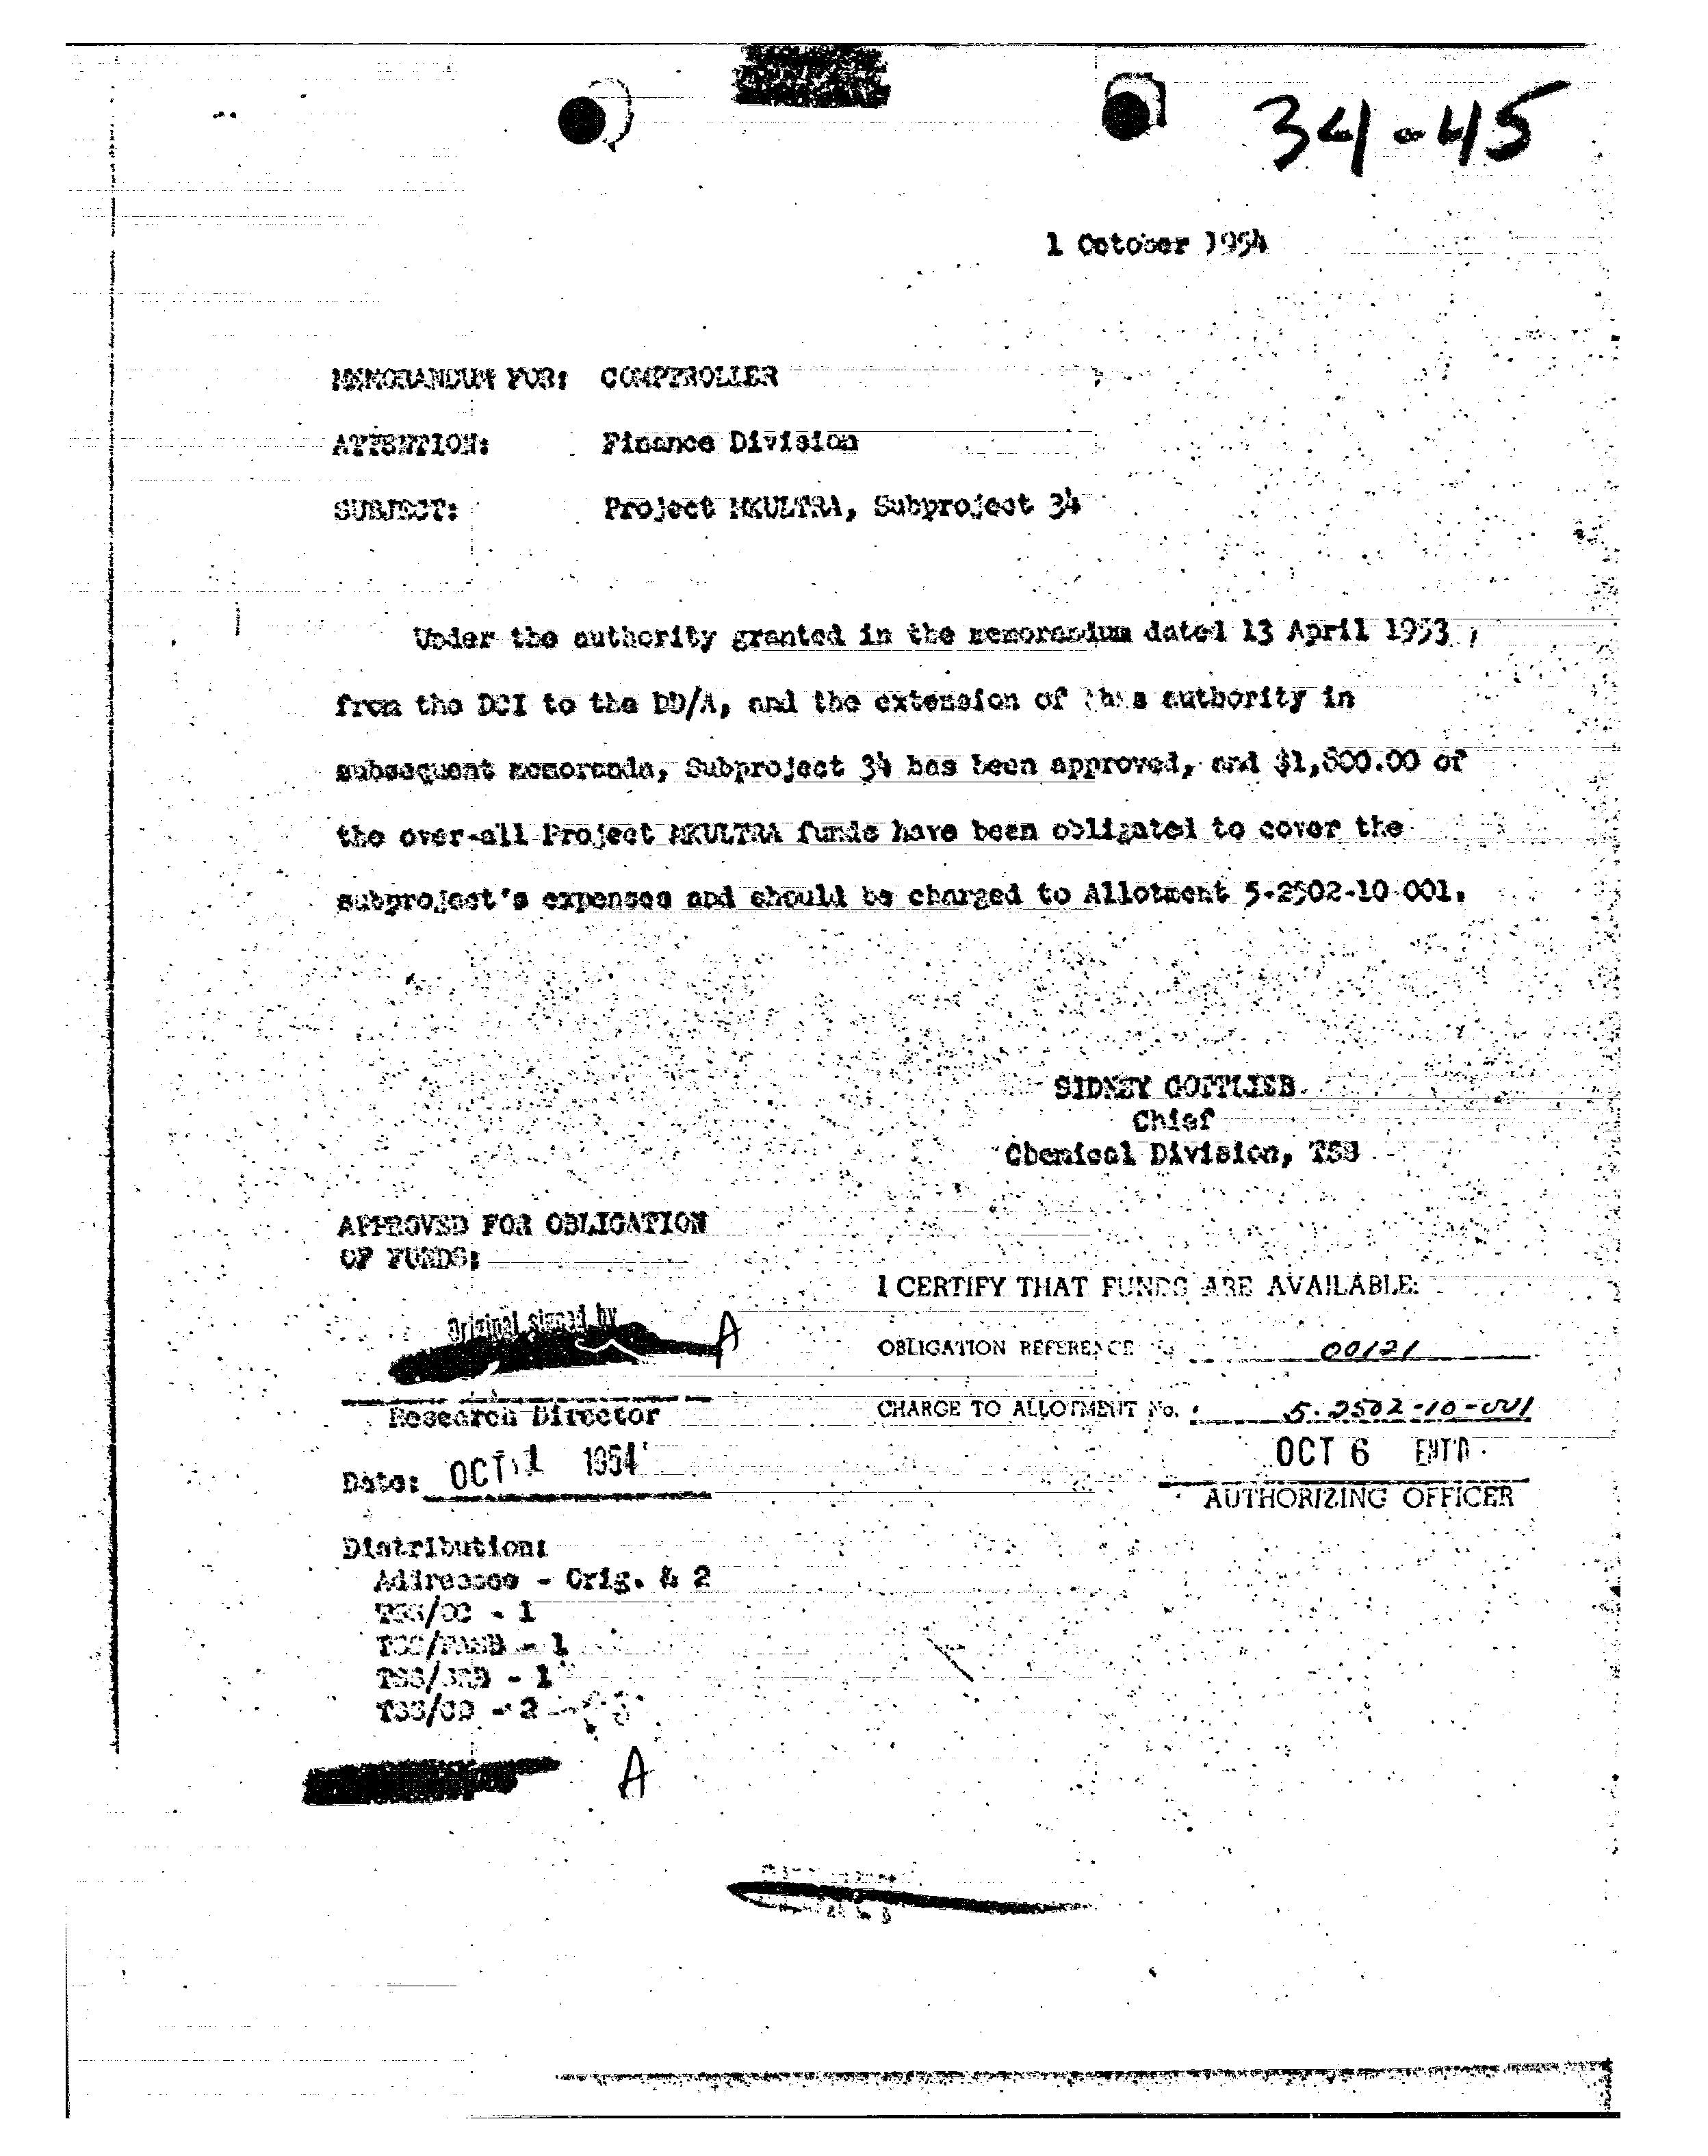 34-45
1 October 1954
MEMORANDUM FOR: COMPTROLLER
ATTENTION: Finance Division
SUBJECT: Project MKULTRA, Subproject 34
Under the authority granted in the memorandum dated 13 April 1953
from the DCI to the DD/A, and the extension of this authority in
subsequent memoranda, Subproject 34 has been approved, and $1,800.00 of
the over-all Project MKULTRA funds have been obligated to cover the
subproject's expenses and should be charged to Allotment 5-2502-10-001.
SIDNEY GOTTLIEB
Chief
Chemical Division, TSS
APPROVED FOR OBLIGATION
OF FUNDS:
I CERTIFY THAT FUNDS ARE AVAILABLE:
Original signed by
A
OBLIGATION REFERENCE No. 00121
Research Director
CHARGE TO ALLOTMENT No. 5-2502-10-001
Date: OCT 1 1954
OCT 6 ENT'D
AUTHORIZING OFFICER
Distribution:
Addressee - Orig. & 2
TSS/OC - 1
TSS/FASB - 1
TSS/ - 1
TSS/CD - 2
A